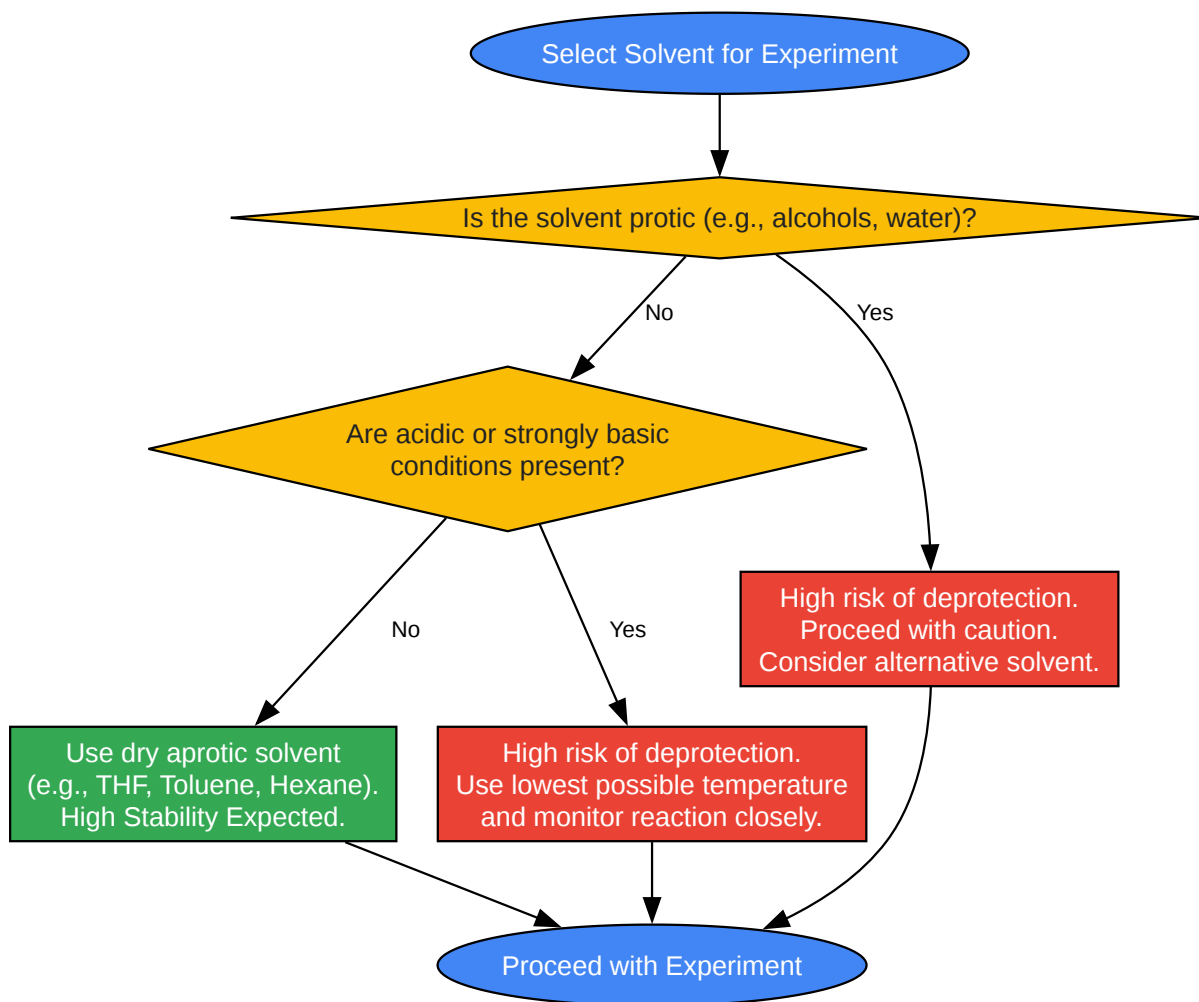 Select Solvent for Experiment
Is the solvent protic (e.g., alcohols, water)?
No
Yes
Are acidic or strongly basic
conditions present?
No
Yes
High risk of deprotection.
Proceed with caution.
Consider alternative solvent.
Use dry aprotic solvent
(e.g., THF, Toluene, Hexane).
High Stability Expected.
High risk of deprotection.
Use lowest possible temperature
and monitor reaction closely.
Proceed with Experiment